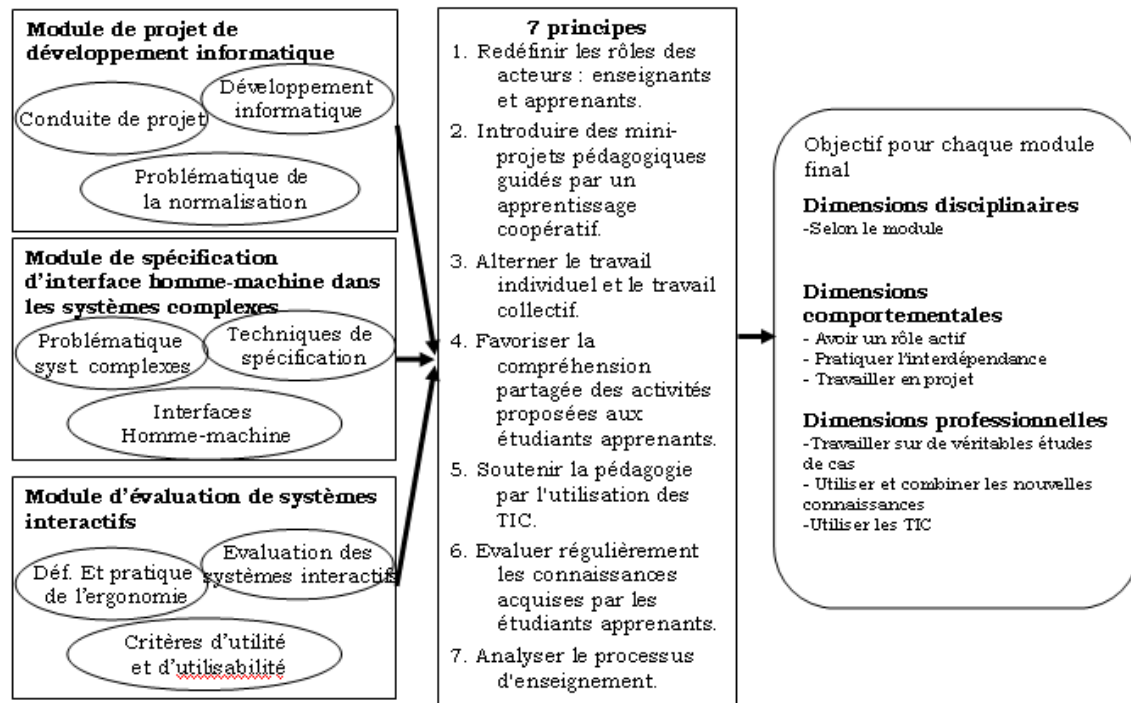 Module de projet de
développement informatique
Conduite de projet
Développement
informatique
Problématique de
la normalisation
Module de spécification
d'interface homme-machine dans
les systèmes complexes
Problématique
syst. complexes
Techniques de
spécification
Interfaces
Homme-machine
Module d'évaluation de systèmes
interactifs
Déf. Et pratique
de l'ergonomie
Evaluation des
systèmes interactifs
Critères d'utilité
et d'utilisabilité
7 principes
1. Redéfinir les rôles des
acteurs : enseignants
et apprenants.
2. Introduire des mini-
projets pédagogiques
guidés par un
apprentissage
coopératif.
3. Alterner le travail
individuel et le travail
collectif.
4. Favoriser la
compréhension
partagée des activités
proposées aux
étudiants apprenants.
5. Soutenir la pédagogie
par l'utilisation des
TIC.
6. Evaluer régulièrement
les connaissances
acquises par les
étudiants apprenants.
7. Analyser le processus
d'enseignement.
Objectif pour chaque module
final
Dimensions disciplinaires
-Selon le module
Dimensions
comportementales
- Avoir un rôle actif
- Pratiquer l'interdépendance
- Travailler en projet
Dimensions professionnelles
-Travailler sur de véritables études
de cas
- Utiliser et combiner les nouvelles
connaissances
-Utiliser les TIC